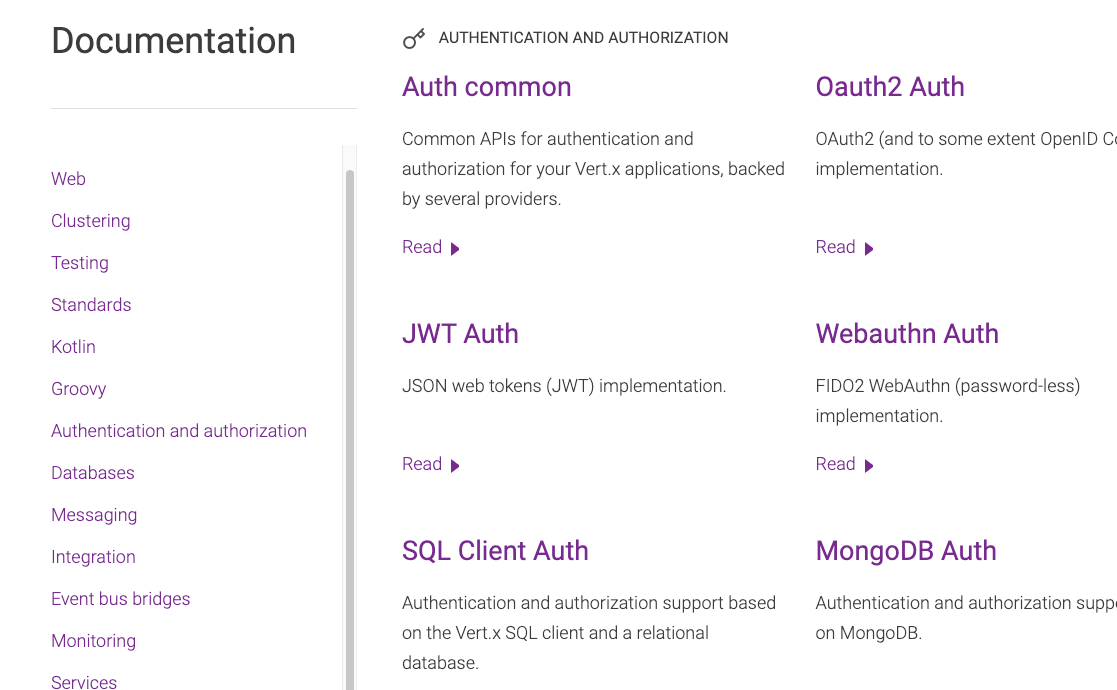 Documentation
Web
Clustering
Testing
Standards
Kotlin
Groovy
Authentication and authorization
Databases
Messaging
Integration
Event bus bridges
Monitoring
Services
AUTHENTICATION AND AUTHORIZATION
Auth common
Common APIs for authentication and
authorization for your Vert.x applications, backed
by several providers.
Read
Oauth2 Auth
OAuth2 (and to some extent OpenID
implementation.
Read
JWT Auth
JSON web tokens (JWT) implementation.
Read
Webauthn Auth
FIDO2 WebAuthn (password-less)
implementation.
Read
SQL Client Auth
Authentication and authorization support based
on the Vert.x SQL client and a relational
database.
MongoDB Auth
Authentication and authorization
on MongoDB.